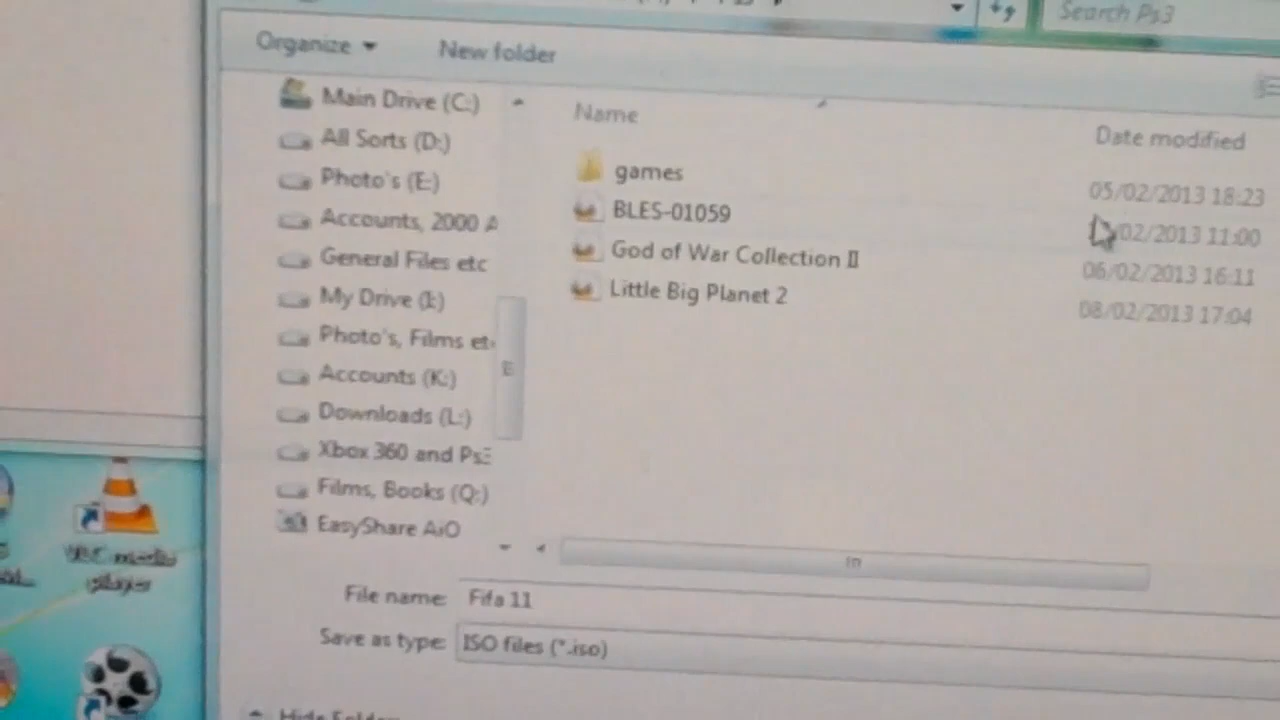 Search Ps3
Organize
New folder
Main Drive (C:)
All Sorts (D:)
Photo's (E:)
Accounts, 2000 A
General Files etc
My Drive (I:)
Photo's, Films et
Accounts (K:)
Downloads (L:)
Xbox 360 and Ps3
Films, Books (Q:)
EasyShare AiO
Name
Date modified
games
05/02/2013 18:23
BLES-01059
02/2013 11:00
God of War Collection II
06/02/2013 16:11
Little Big Planet 2
08/02/2013 17:04
File name: Fifa 11
Save as type: ISO files (*.iso)
Hide Folder
VLC media
player